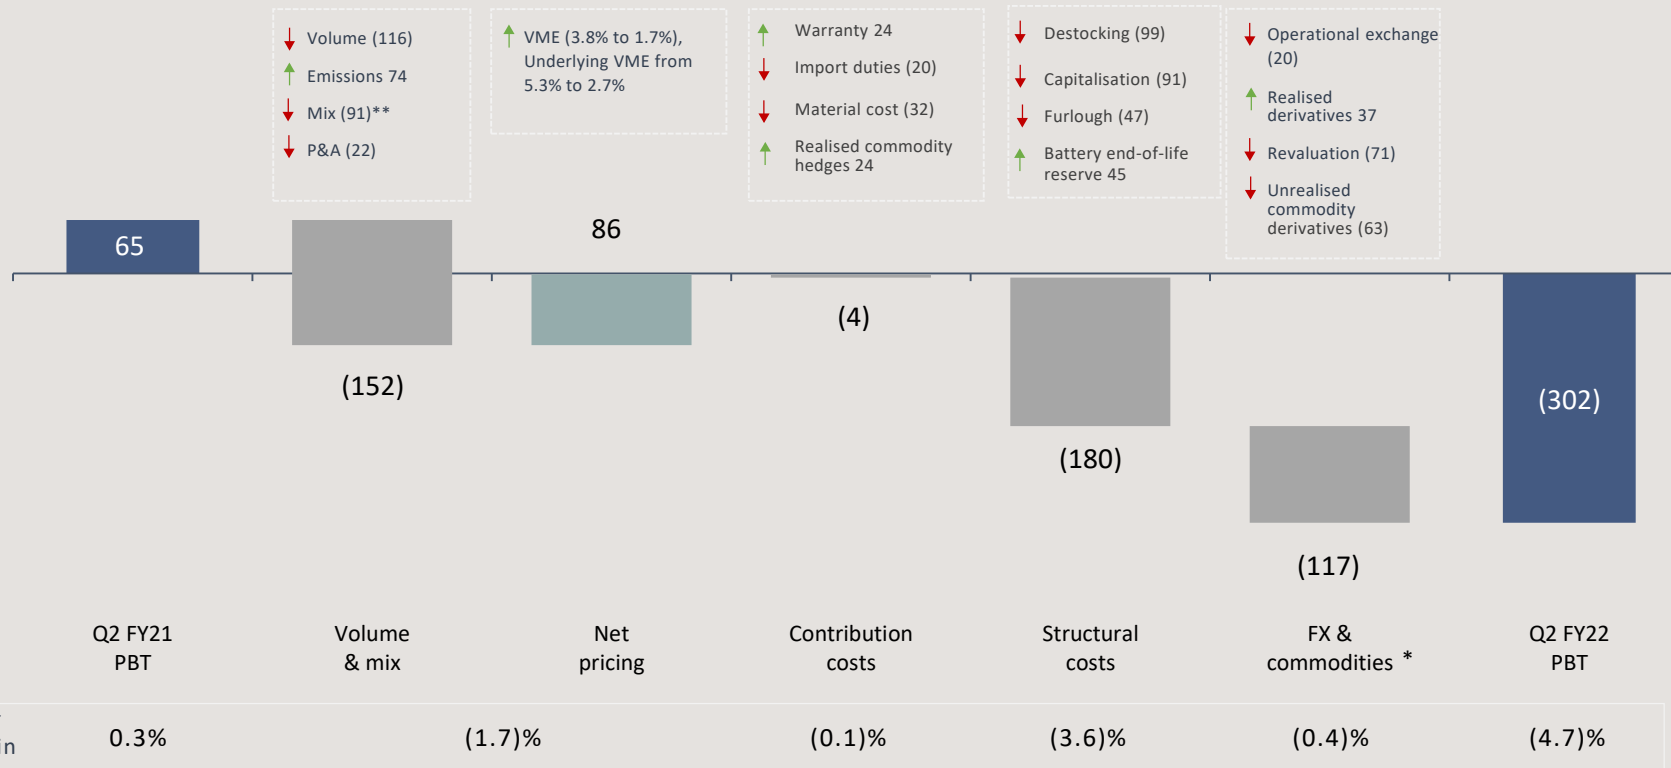 Volume (116)
Emissions 74
Mix (91)**
P&A (22)
VME (3.8% to 1.7%),
Underlying VME from
5.3% to 2.7%
Warranty 24
Import duties (20)
Material cost (32)
Realised commodity
hedges 24
Destocking (99)
Capitalisation (91)
Furlough (47)
Battery end-of-life
reserve 45
Operational exchange
(20)
Realised
derivatives 37
Revaluation (71)
Unrealised
commodity
derivatives (63)
65
(152)
86
(4)
(180)
(117)
(302)
Q2 FY21
PBT
Volume
& mix
Net
pricing
Contribution
costs
Structural
costs
FX &
commodities *
Q2 FY22
PBT
in
0.3%
(1.7)%
(0.1)%
(3.6)%
(0.4)%
(4.7)%